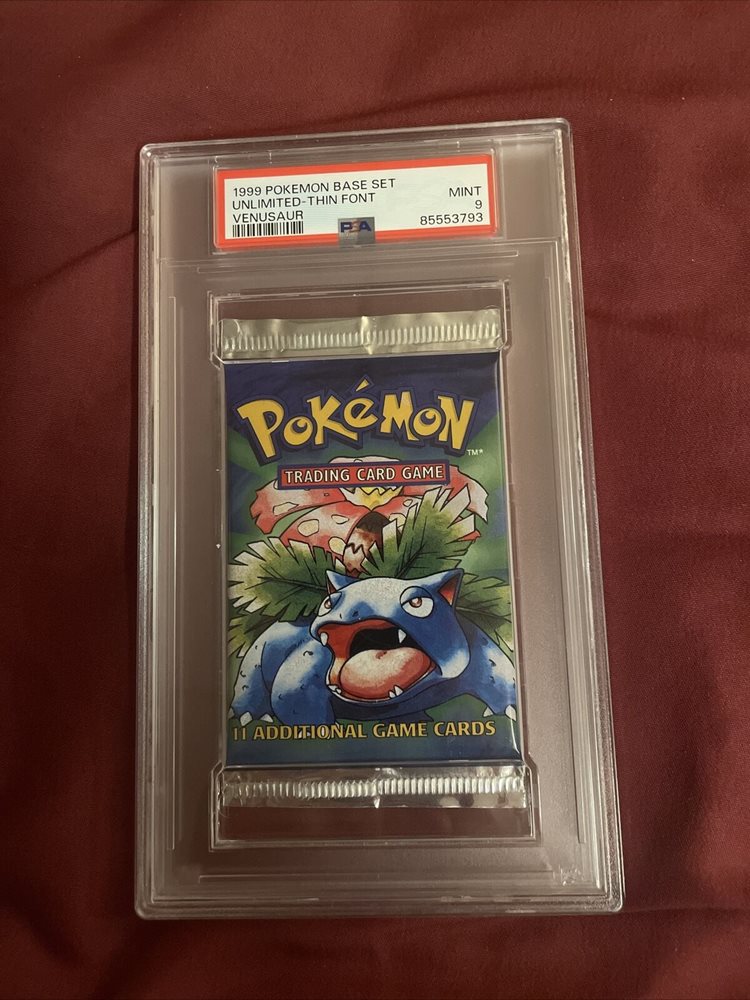 1999 POKEMON BASE SET
UNLIMITED-THIN FONT
VENUSAUR
MINT
9
85553793
PSA
POKéMON
TM*
TRADING CARD GAME
11 ADDITIONAL GAME CARDS